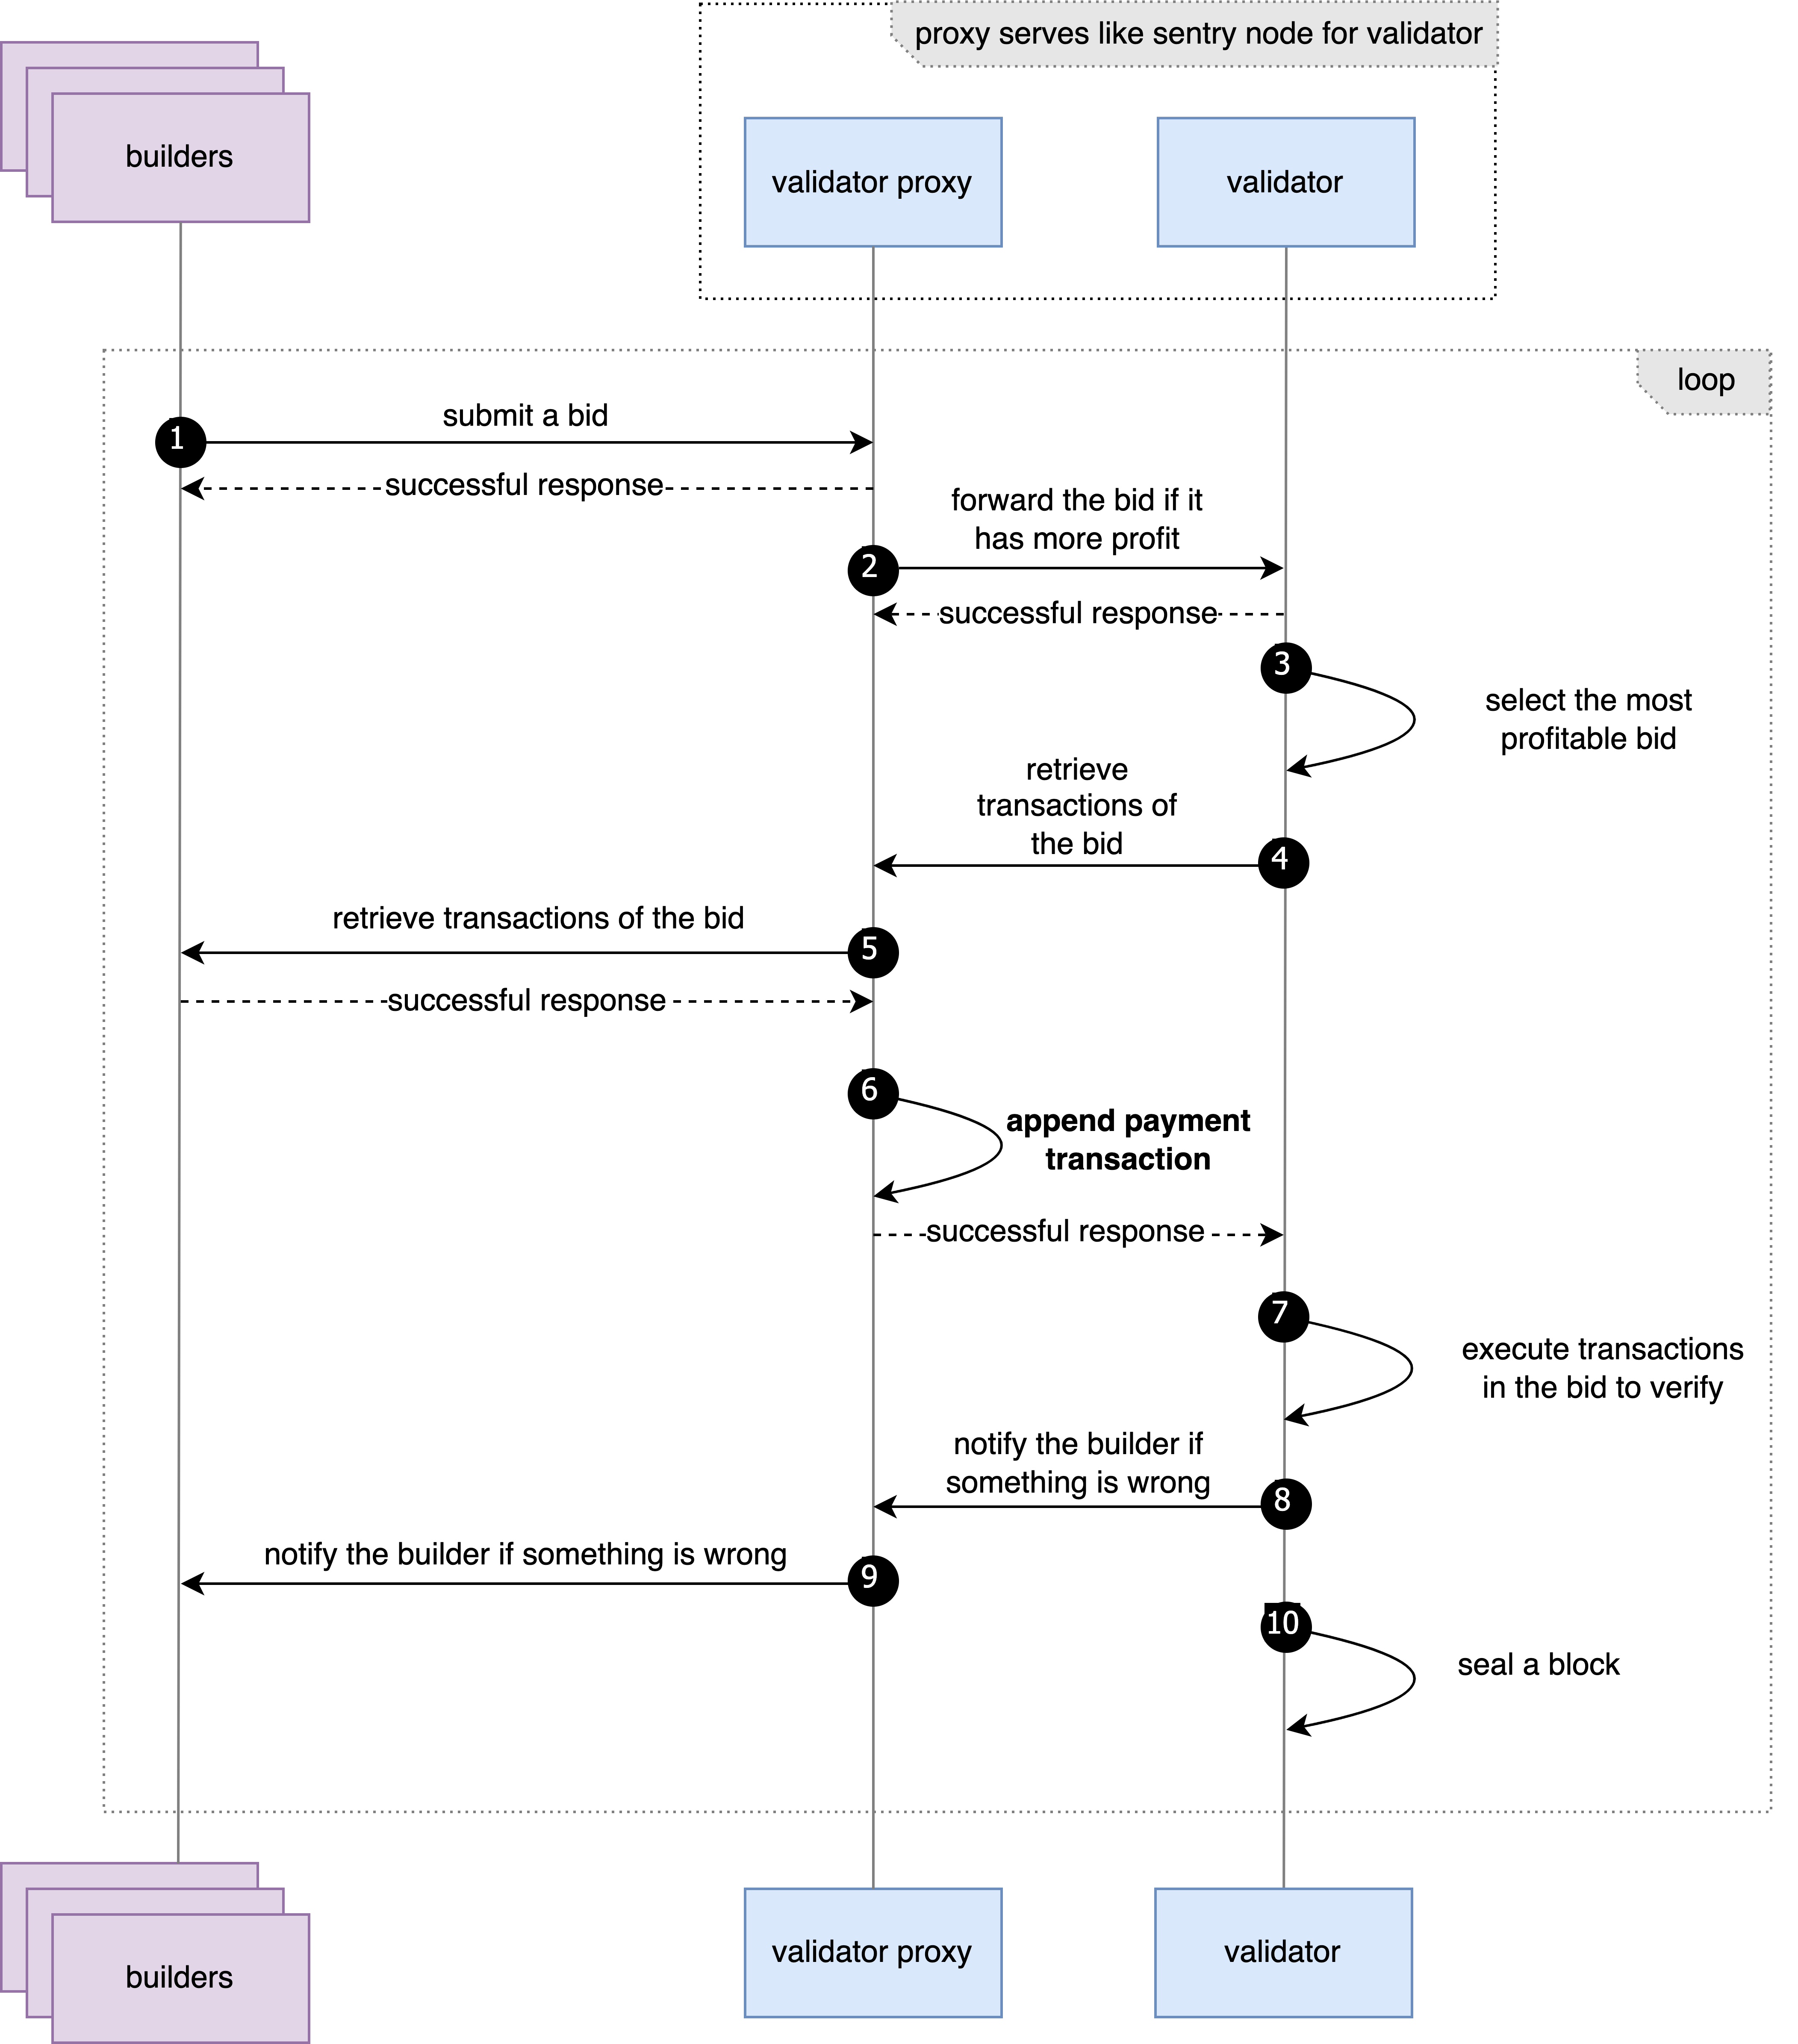 proxy serves like sentry node for validator
builders
validator proxy
validator
loop
submit a bid
1
successful response
forward the bid if it
has more profit
2
successful response
3
select the most
profitable bid
retrieve
transactions of
the bid
4
retrieve transactions of the bid
5
successful response
6
append payment
transaction
successful response
7
execute transactions
in the bid to verify
notify the builder if
something is wrong
8
notify the builder if something is wrong
9
10
seal a block
builders
validator proxy
validator